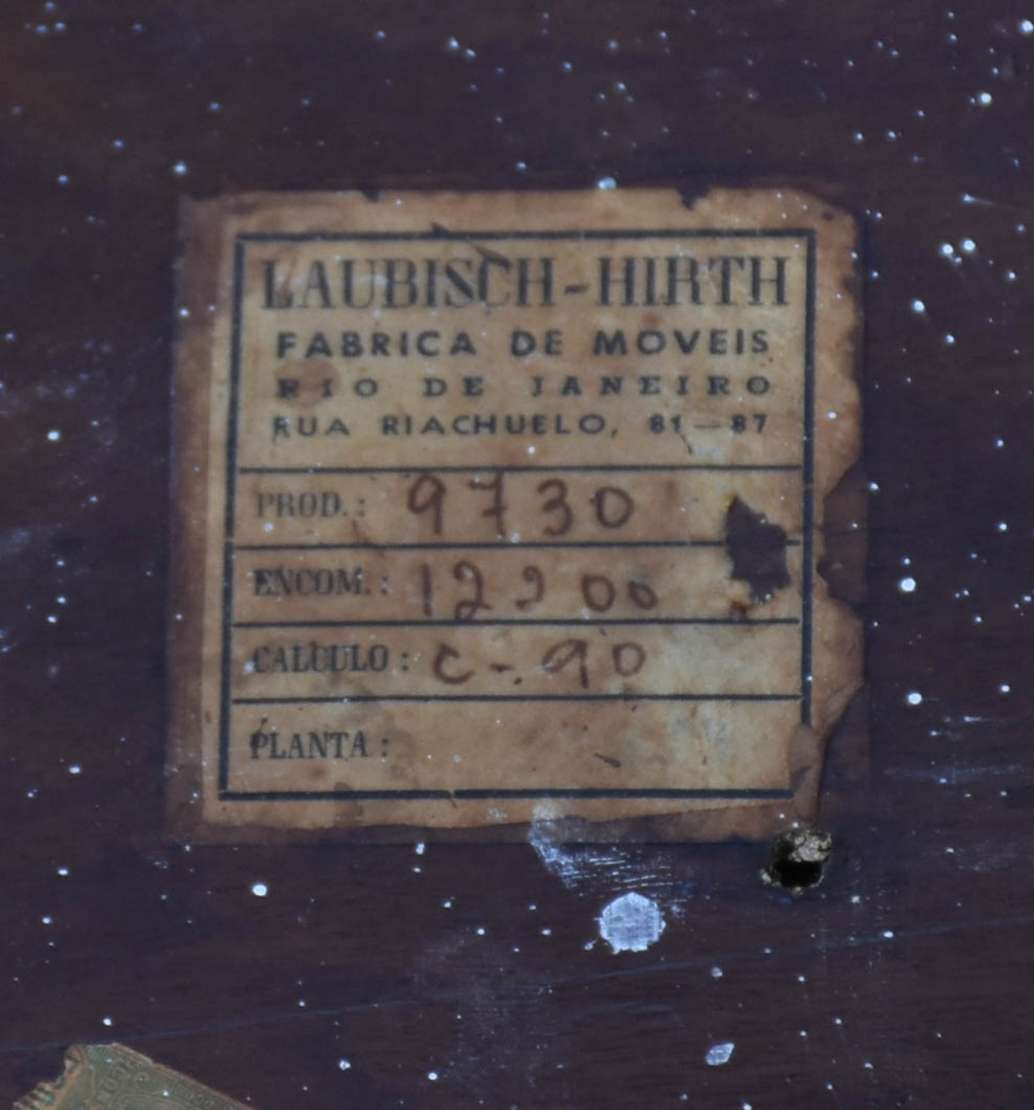 LAUBISCH-HIRTH
FABRICA DE MOVEIS
RIO DE JANEIRO
RUA RIACHUELO, 81—87
PROD.: 9730
ENCOM.: 12200
CALCULO: C-.90
PLANTA: